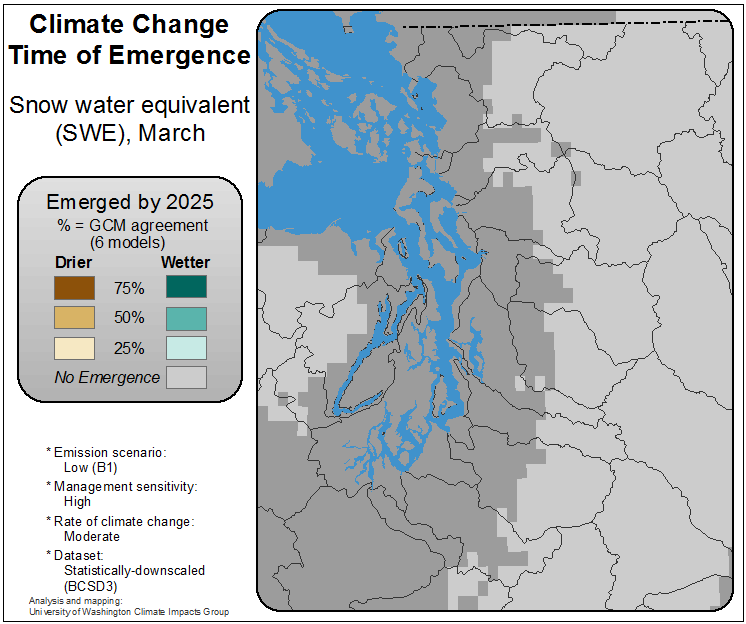 Climate Change
Time of Emergence
Snow water equivalent
(SWE), March
Emerged by 2025
% = GCM agreement
(6 models)
Drier Wetter
75%
50%
25%
No Emergence
* Emission scenario:
Low (B1)
* Management sensitivity:
High
* Rate of climate change:
Moderate
* Dataset:
Statistically-downscaled
(BCSD3)
Analysis and mapping:
University of Washington Climate Impacts Group